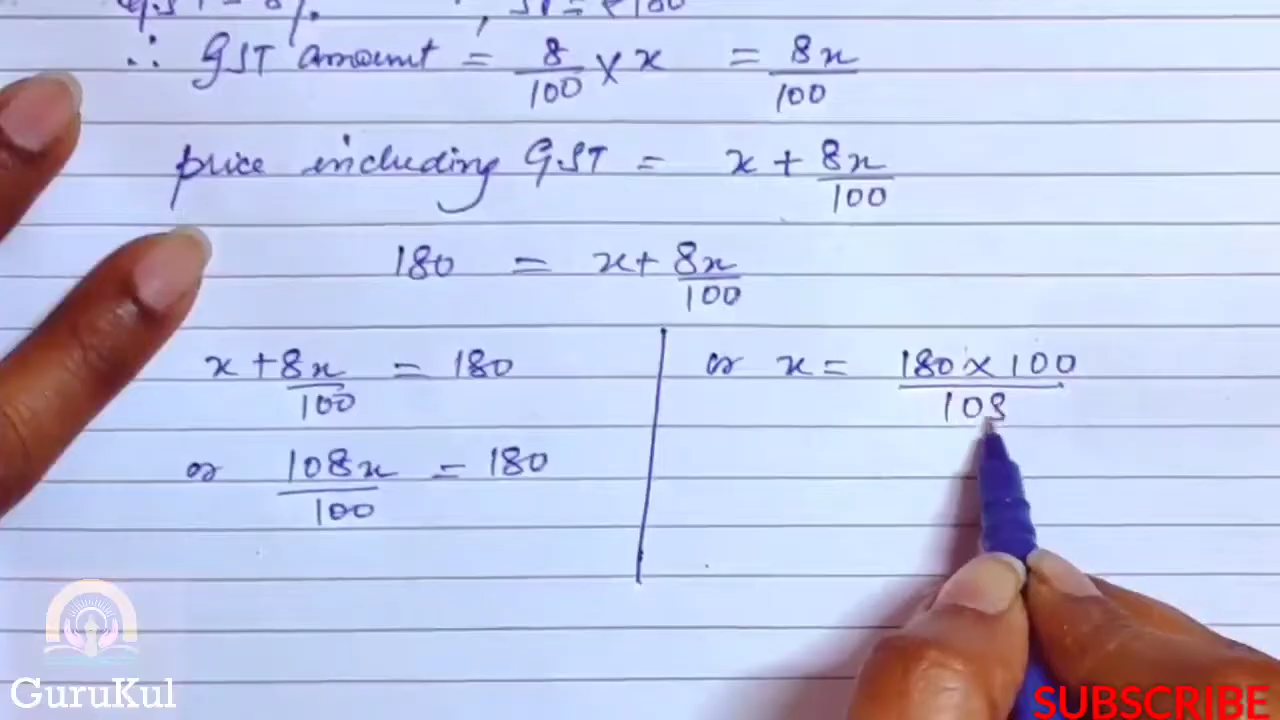 ∴ GST amount = 8/100 × x = 8x/100
price including GST = x + 8x/100
180 = x + 8x/100
x + 8x/100 = 180
or 108x/100 = 180
or x = 180 × 100/108
GuruKul
SUBSCRIBE